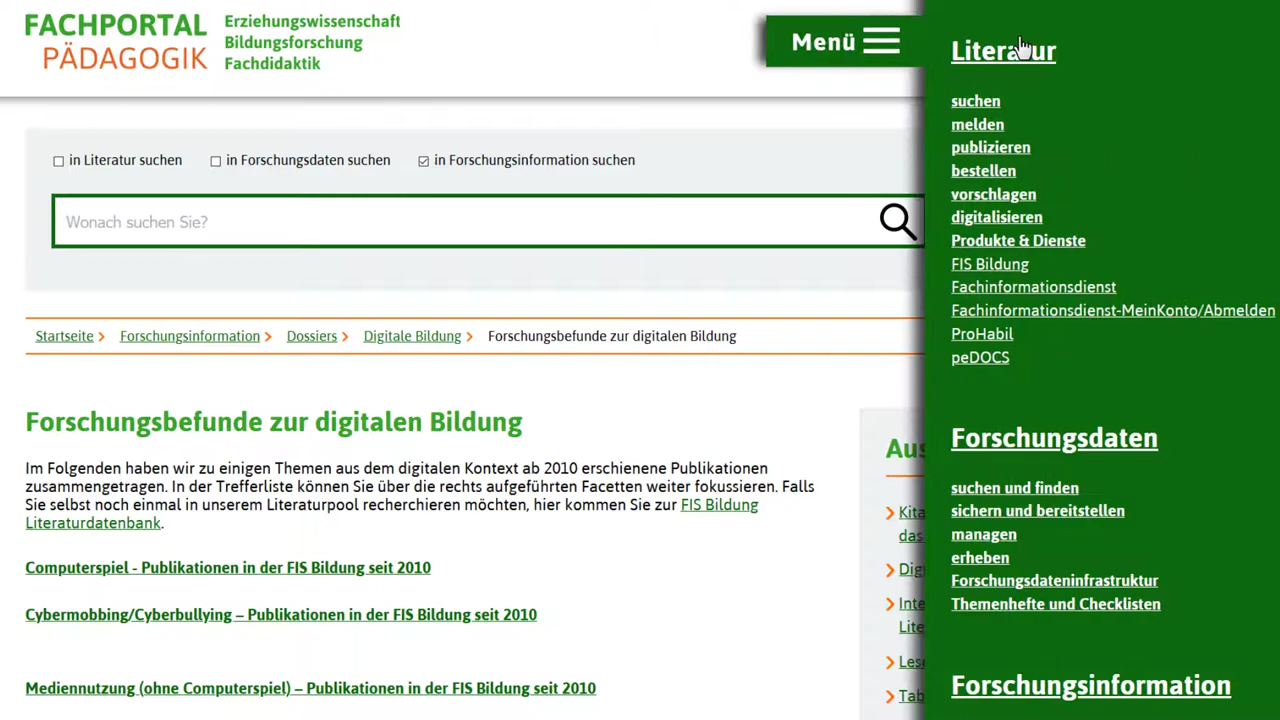 FACHPORTAL
PÄDAGOGIK
Erziehungswissenschaft
Bildungsforschung
Fachdidaktik
Menü
in Literatur suchen
in Forschungsdaten suchen
in Forschungsinformation suchen
Wonach suchen Sie?
Startseite
Forschungsinformation
Dossiers
Digitale Bildung
Forschungsbefunde zur digitalen Bildung
Forschungsbefunde zur digitalen Bildung
Im Folgenden haben wir zu einigen Themen aus dem digitalen Kontext ab 2010 erschienene Publikationen
zusammengetragen. In der Trefferliste können Sie über die rechts aufgeführten Facetten weiter fokussieren. Falls
Sie selbst noch einmal in unserem Literaturpool recherchieren möchten, hier kommen Sie zur FIS Bildung
Literaturdatenbank.
Computerspiel - Publikationen in der FIS Bildung seit 2010
Cybermobbing/Cyberbullying – Publikationen in der FIS Bildung seit 2010
Mediennutzung (ohne Computerspiel) – Publikationen in der FIS Bildung seit 2010
Kita
das
Literatur
suchen
melden
publizieren
bestellen
vorschlagen
digitalisieren
Produkte & Dienste
FIS Bildung
Fachinformationsdienst
Fachinformationsdienst-MeinKonto/Abmelden
ProHabil
peDOCS
Forschungsdaten
suchen und finden
sichern und bereitstellen
managen
erheben
Forschungsdateninfrastruktur
Themenhefte und Checklisten
Forschungsinformation